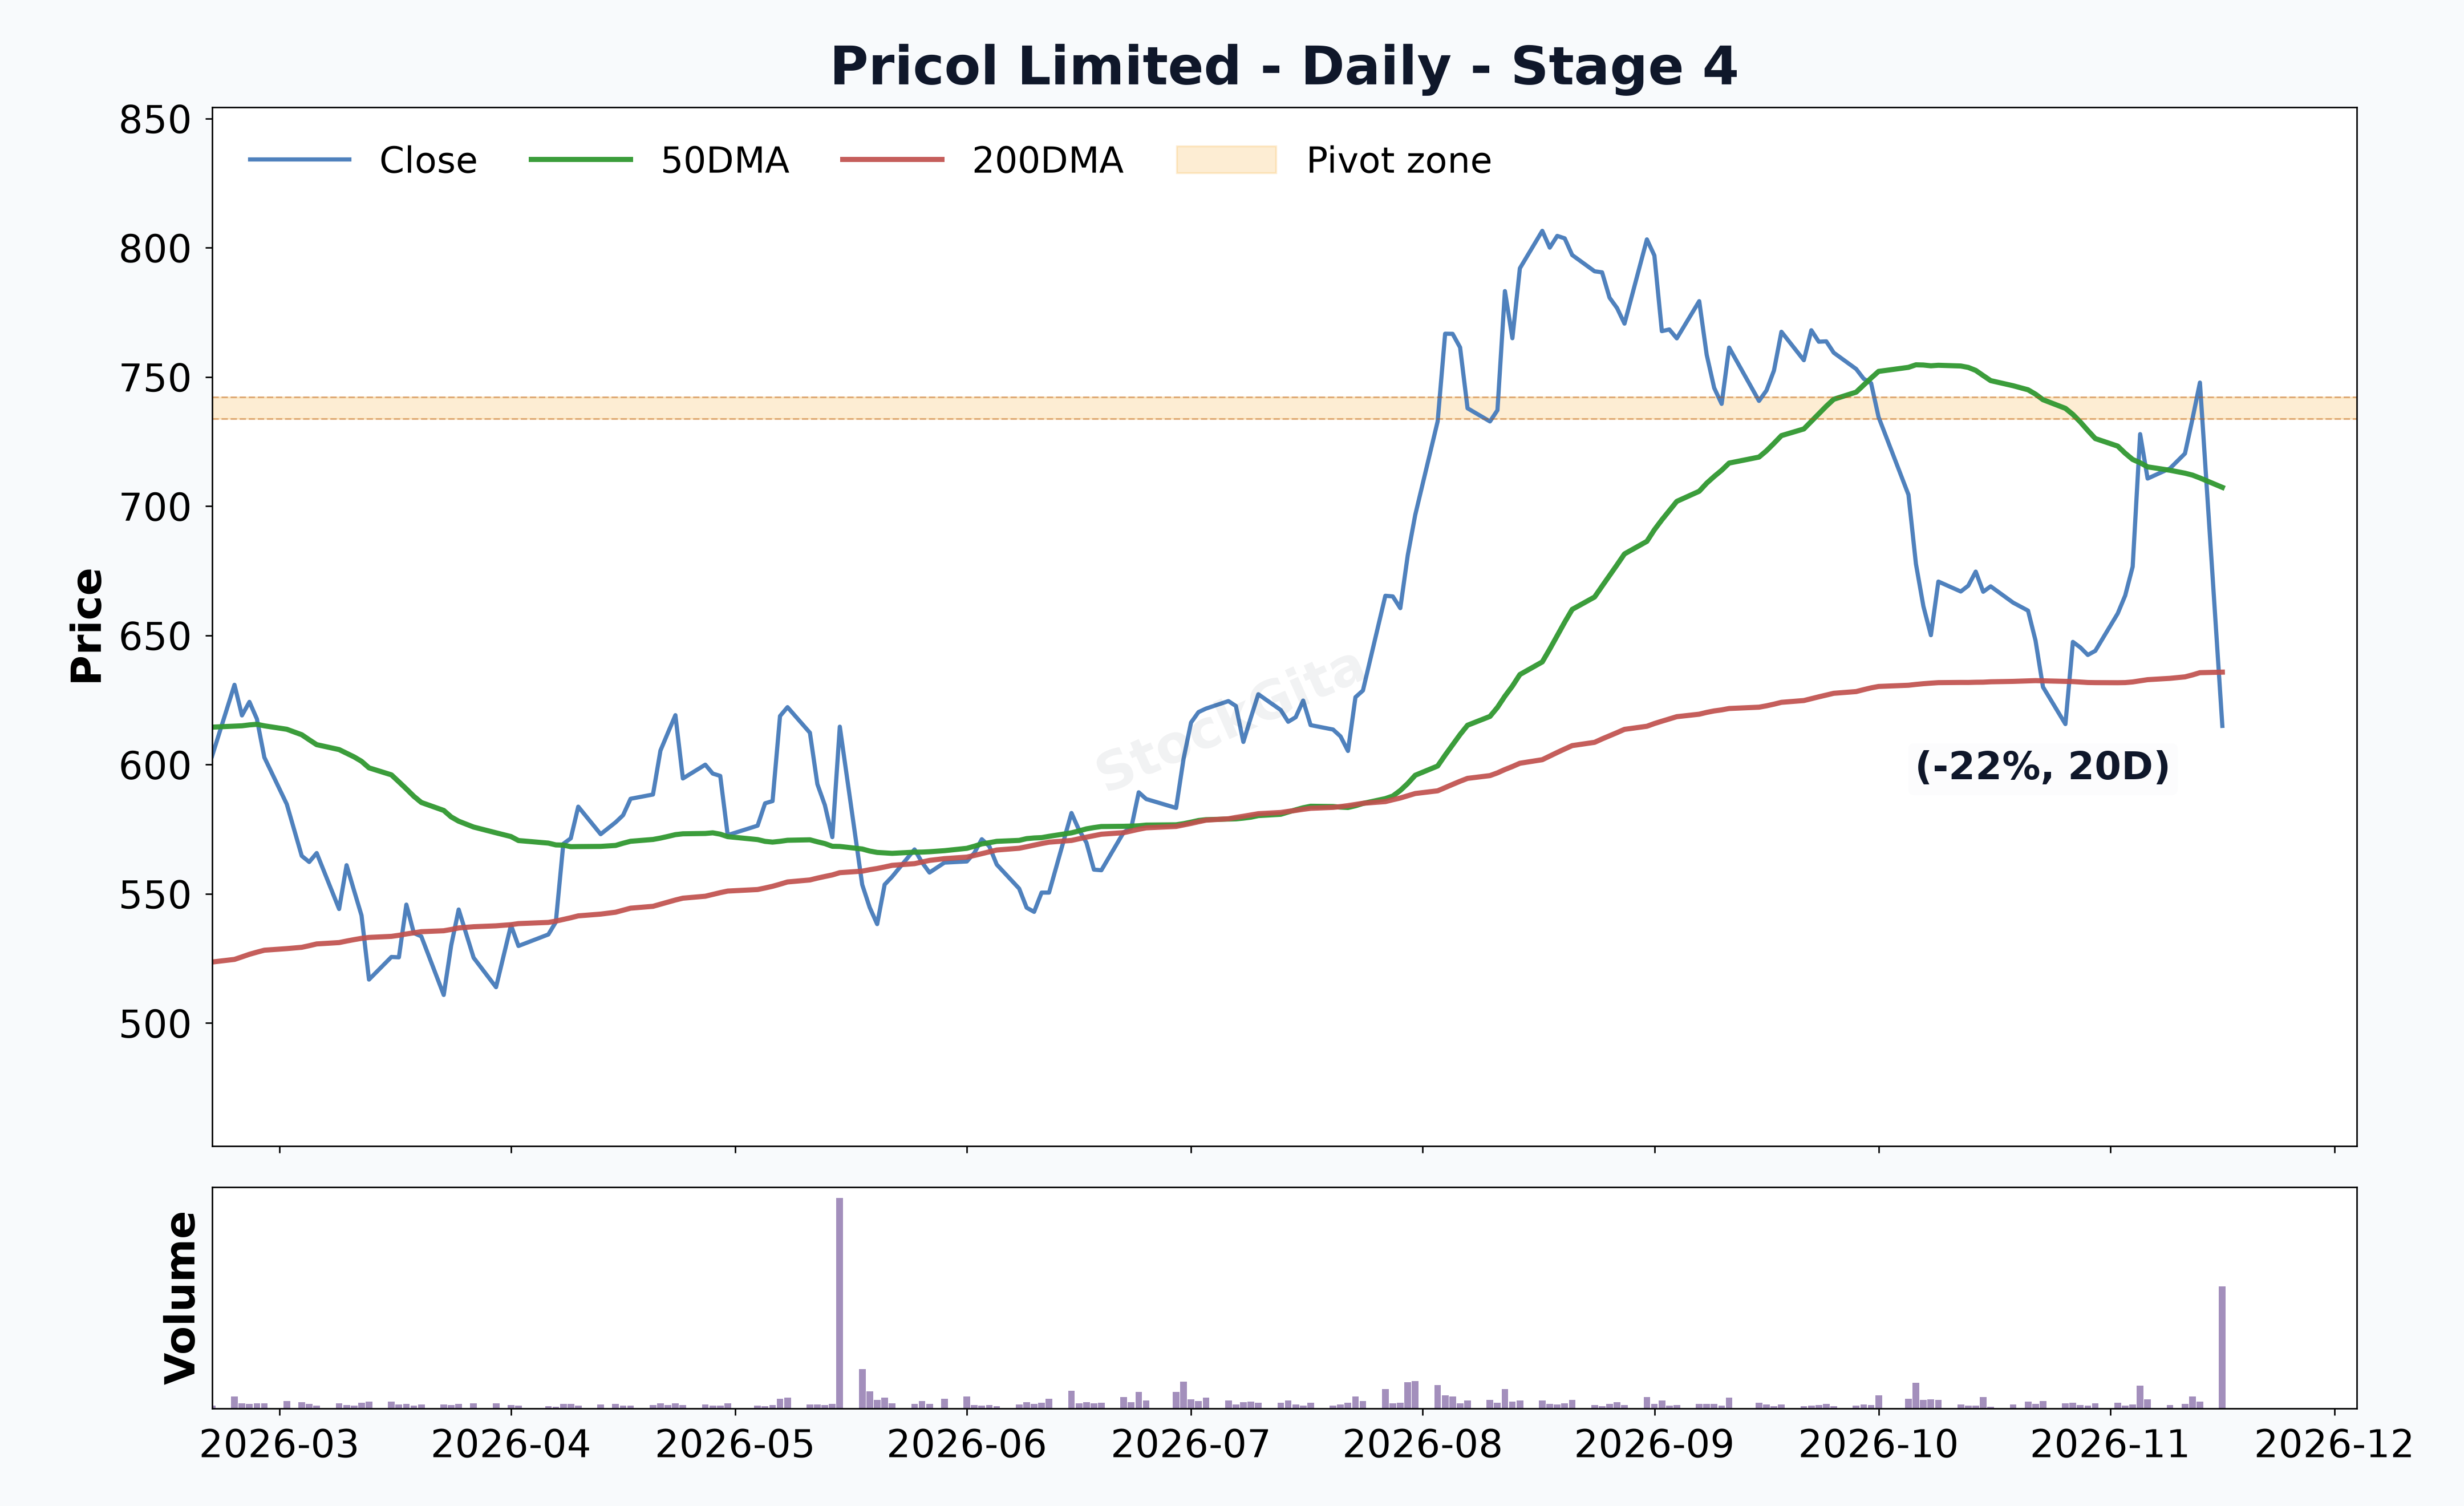 Pricol Limited - Daily - Stage 4
Close 50DMA 200DMA Pivot zone
850
800
750
700
650
600
550
500
Price
StockGita
(-22%, 20D)
Volume
2026-03 2026-04 2026-05 2026-06 2026-07 2026-08 2026-09 2026-10 2026-11 2026-12